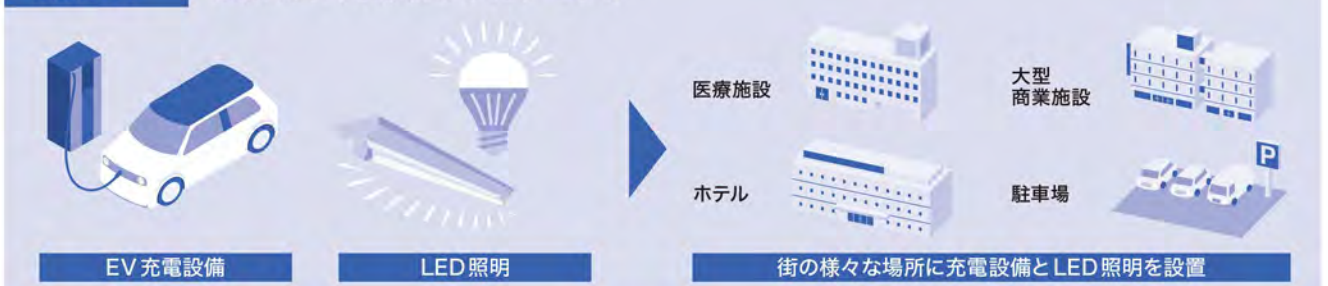 医療施設
大型
商業施設
ホテル
駐車場
P
EV充電設備
LED照明
街の様々な場所に充電設備とLED照明を設置